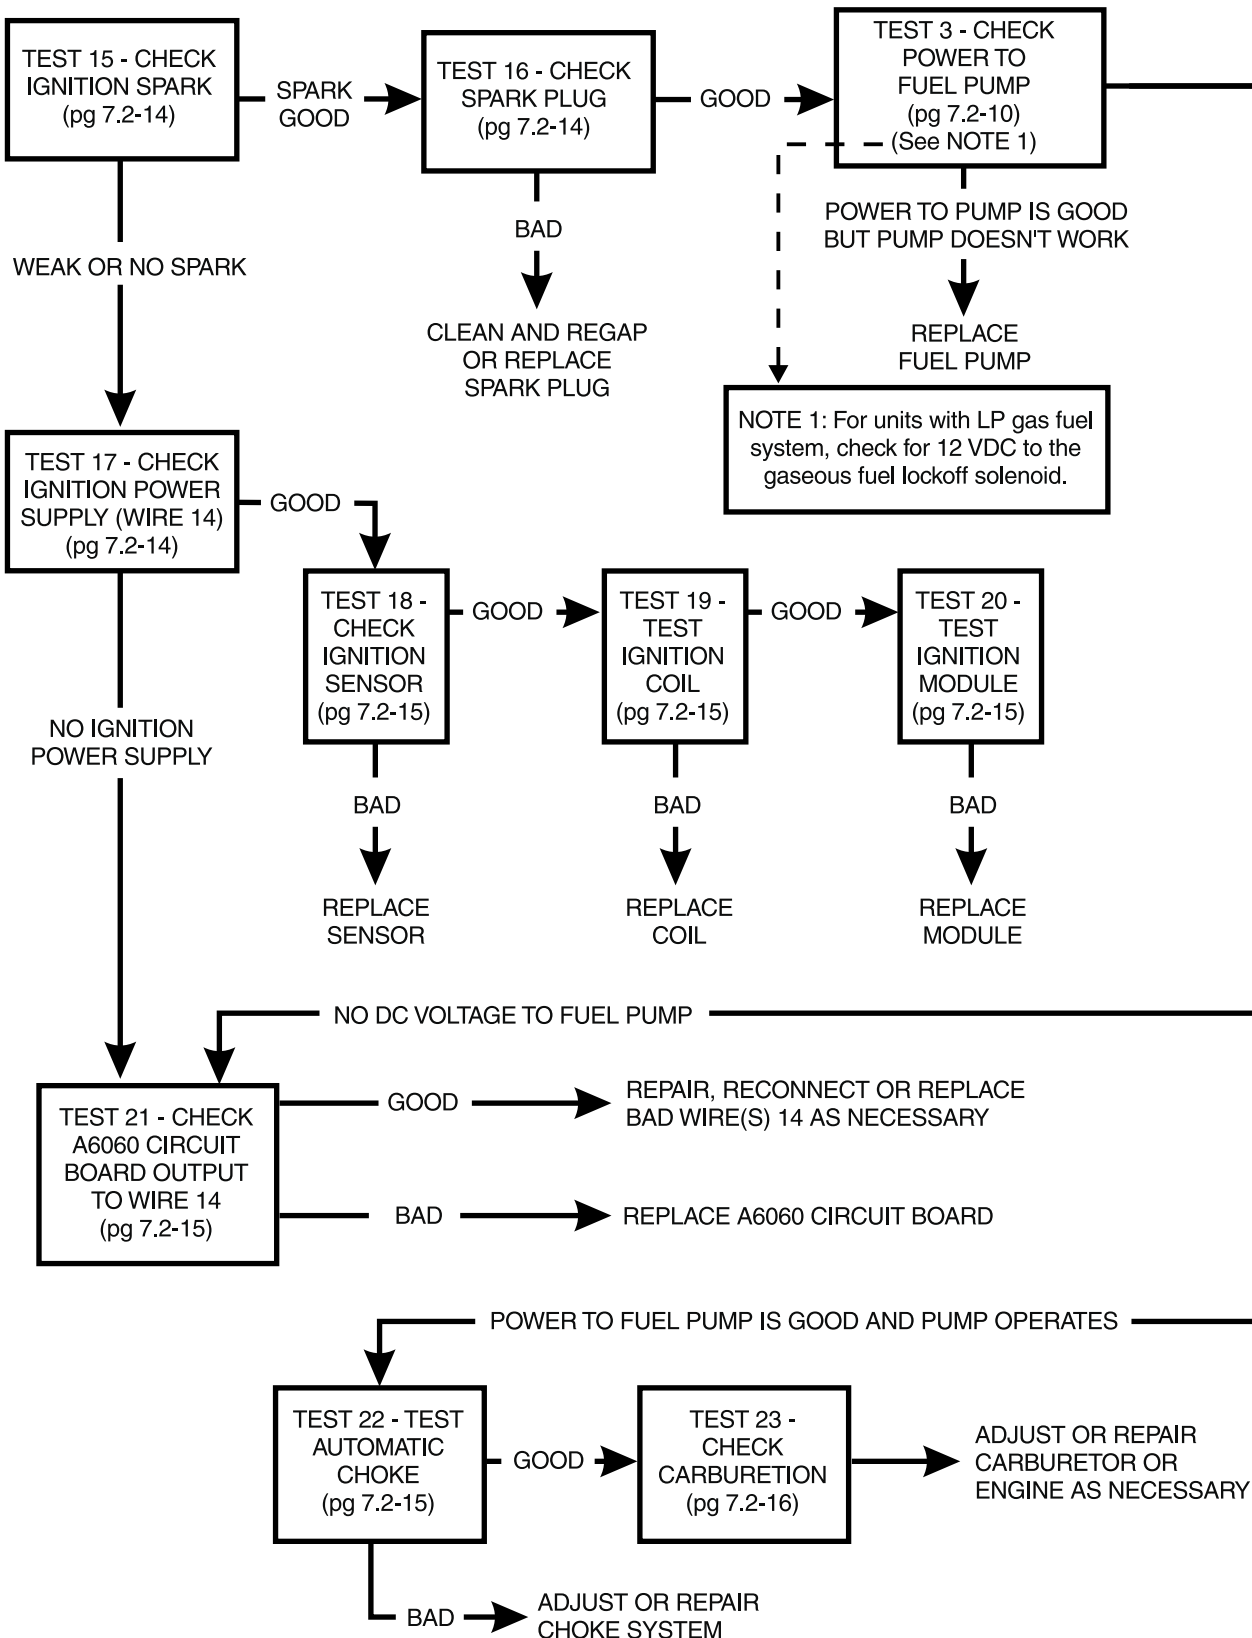 TEST 15 - CHECK
IGNITION SPARK
(pg 7.2-14)
SPARK
GOOD
TEST 16 - CHECK
SPARK PLUG
(pg 7.2-14)
GOOD
TEST 3 - CHECK
POWER TO
FUEL PUMP
(pg 7.2-10)
(See NOTE 1)
WEAK OR NO SPARK
BAD
CLEAN AND REGAP
OR REPLACE
SPARK PLUG
POWER TO PUMP IS GOOD
BUT PUMP DOESN'T WORK
REPLACE
FUEL PUMP
NOTE 1: For units with LP gas fuel
system, check for 12 VDC to the
gaseous fuel lockoff solenoid.
TEST 17 - CHECK
IGNITION POWER
SUPPLY (WIRE 14)
(pg 7.2-14)
GOOD
TEST 18 -
CHECK
IGNITION
SENSOR
(pg 7.2-15)
GOOD
TEST 19 -
TEST
IGNITION
COIL
(pg 7.2-15)
GOOD
TEST 20 -
TEST
IGNITION
MODULE
(pg 7.2-15)
NO IGNITION
POWER SUPPLY
BAD
REPLACE
SENSOR
BAD
REPLACE
COIL
BAD
REPLACE
MODULE
NO DC VOLTAGE TO FUEL PUMP
TEST 21 - CHECK
A6060 CIRCUIT
BOARD OUTPUT
TO WIRE 14
(pg 7.2-15)
GOOD
REPAIR, RECONNECT OR REPLACE
BAD WIRE(S) 14 AS NECESSARY
BAD
REPLACE A6060 CIRCUIT BOARD
POWER TO FUEL PUMP IS GOOD AND PUMP OPERATES
TEST 22 - TEST
AUTOMATIC
CHOKE
(pg 7.2-15)
GOOD
TEST 23 -
CHECK
CARBURETION
(pg 7.2-16)
ADJUST OR REPAIR
CARBURETOR OR
ENGINE AS NECESSARY
BAD
ADJUST OR REPAIR
CHOKE SYSTEM